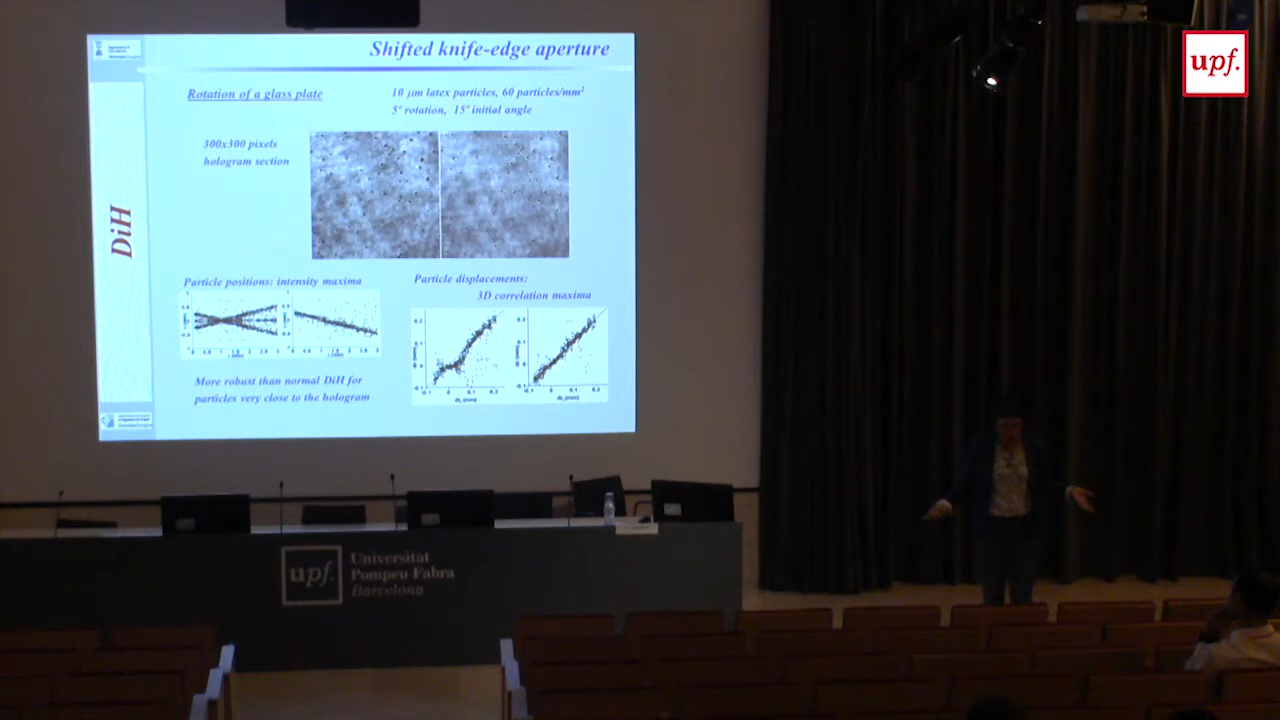 Shifted knife-edge aperture
Rotation of a glass plate
10 µm latex particles, 60 particles/mm²
5º rotation, 15º initial angle
300x300 pixels
hologram section
DiH
Particle positions: intensity maxima
Particle displacements:
3D correlation maxima
More robust than normal DiH for
particles very close to the hologram
upf.
upf.
Universitat
Pompeu Fabra
Barcelona